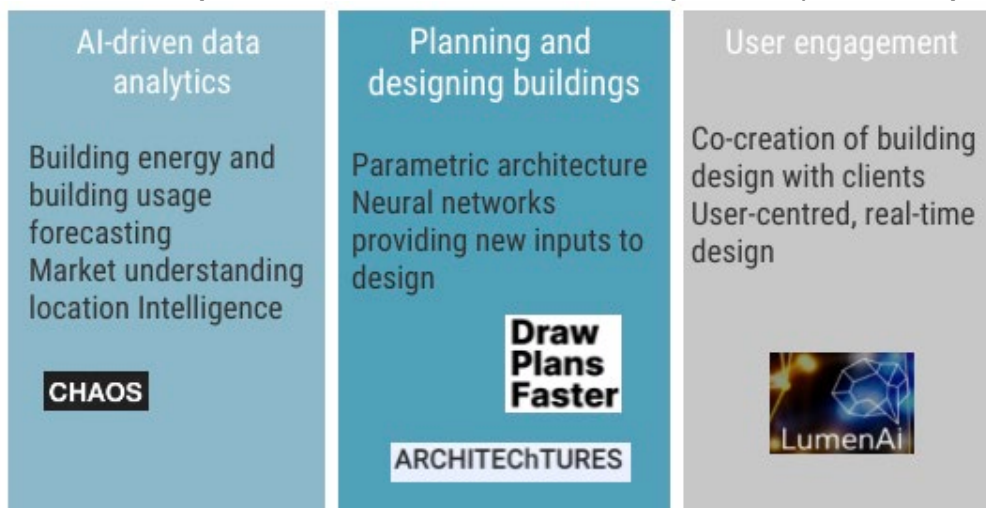 AI-driven data
analytics
Building energy and
building usage
forecasting
Market understanding
location Intelligence
CHAOS
Planning and
designing buildings
Parametric architecture
Neural networks
providing new inputs to
design
Draw
Plans
Faster
ARCHITEChTURES
User engagement
Co-creation of building
design with clients
User-centred, real-time
design
LumenAi